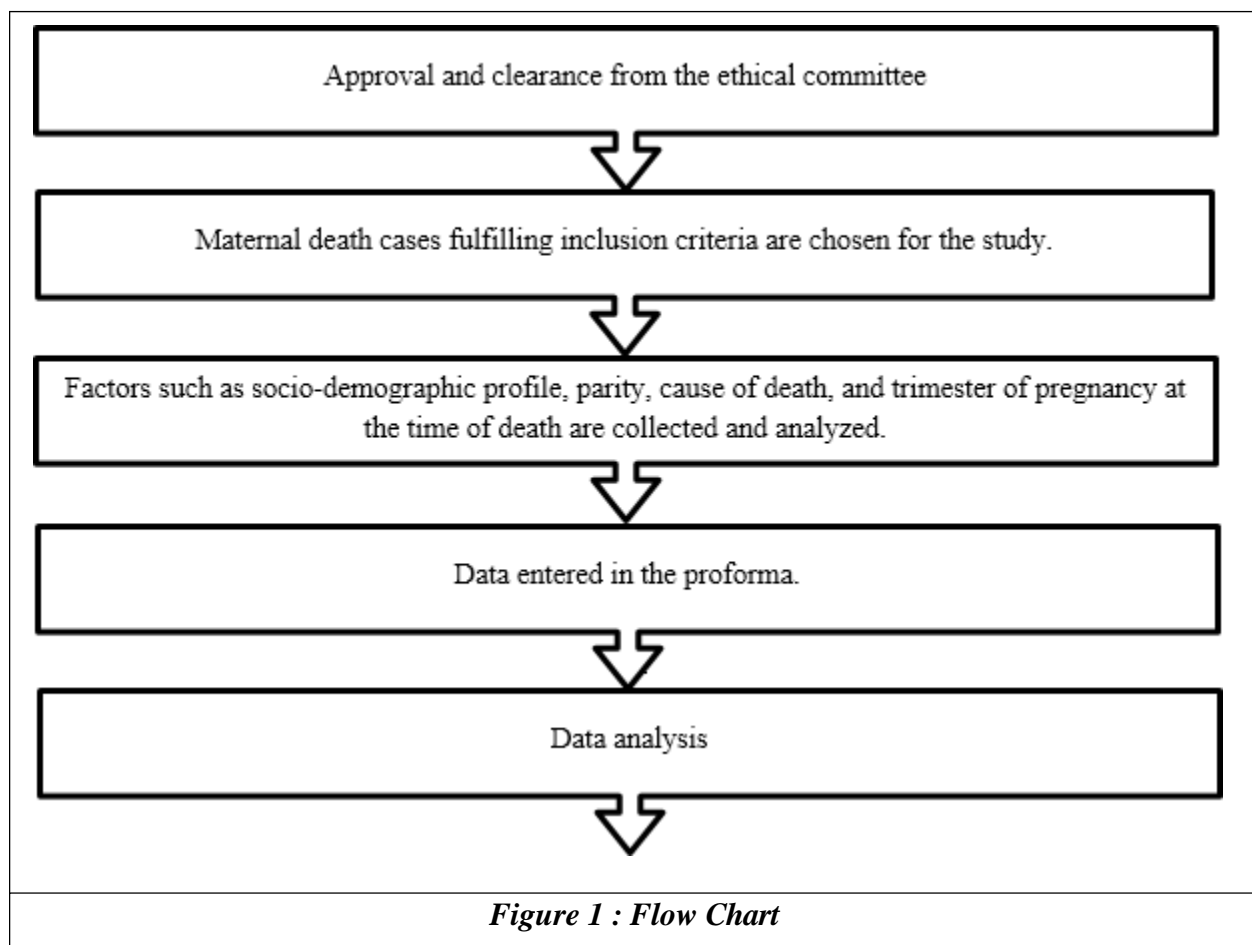 Approval and clearance from the ethical committee
Maternal death cases fulfilling inclusion criteria are chosen for the study.
Factors such as socio-demographic profile, parity, cause of death, and trimester of pregnancy at
the time of death are collected and analyzed.
Data entered in the proforma.
Data analysis
Figure 1 : Flow Chart